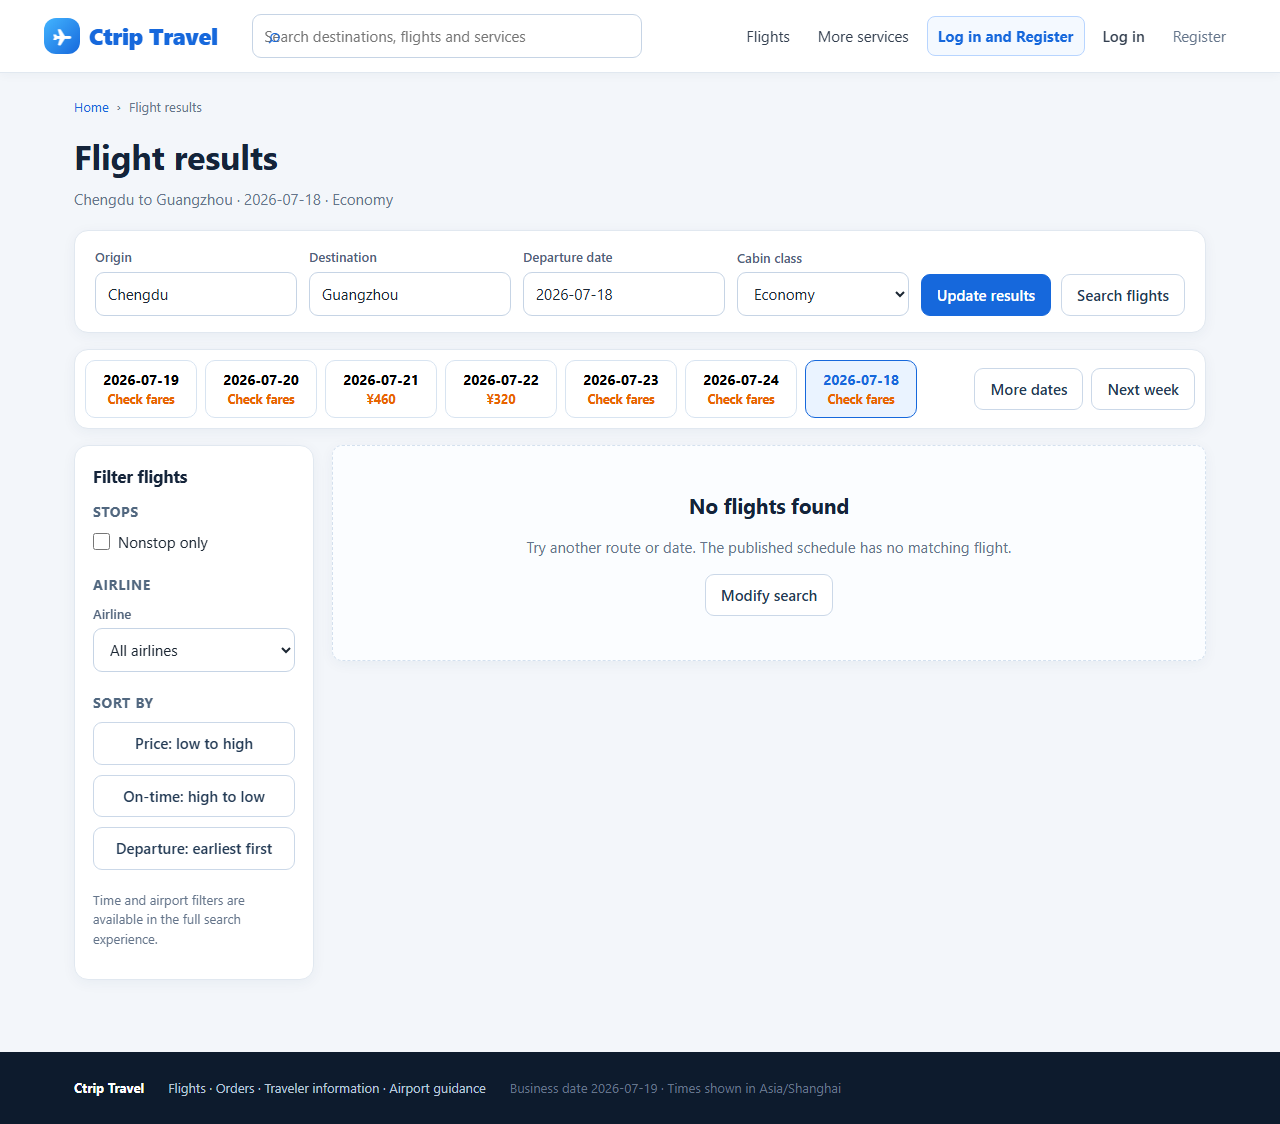 Ctrip Travel
Search destinations, flights and services
Flights
More services
Log in and Register
Log in
Register
Home › Flight results
Flight results
Chengdu to Guangzhou · 2026-07-18 · Economy
Origin
Destination
Departure date
Cabin class
Chengdu
Guangzhou
2026-07-18
Economy
Update results
Search flights
2026-07-19
Check fares
2026-07-20
Check fares
2026-07-21
¥460
2026-07-22
¥320
2026-07-23
Check fares
2026-07-24
Check fares
2026-07-18
Check fares
More dates
Next week
Filter flights
STOPS
Nonstop only
AIRLINE
Airline
All airlines
SORT BY
Price: low to high
On-time: high to low
Departure: earliest first
Time and airport filters are
available in the full search
experience.
No flights found
Try another route or date. The published schedule has no matching flight.
Modify search
Ctrip Travel
Flights · Orders · Traveler information · Airport guidance
Business date 2026-07-19 · Times shown in Asia/Shanghai